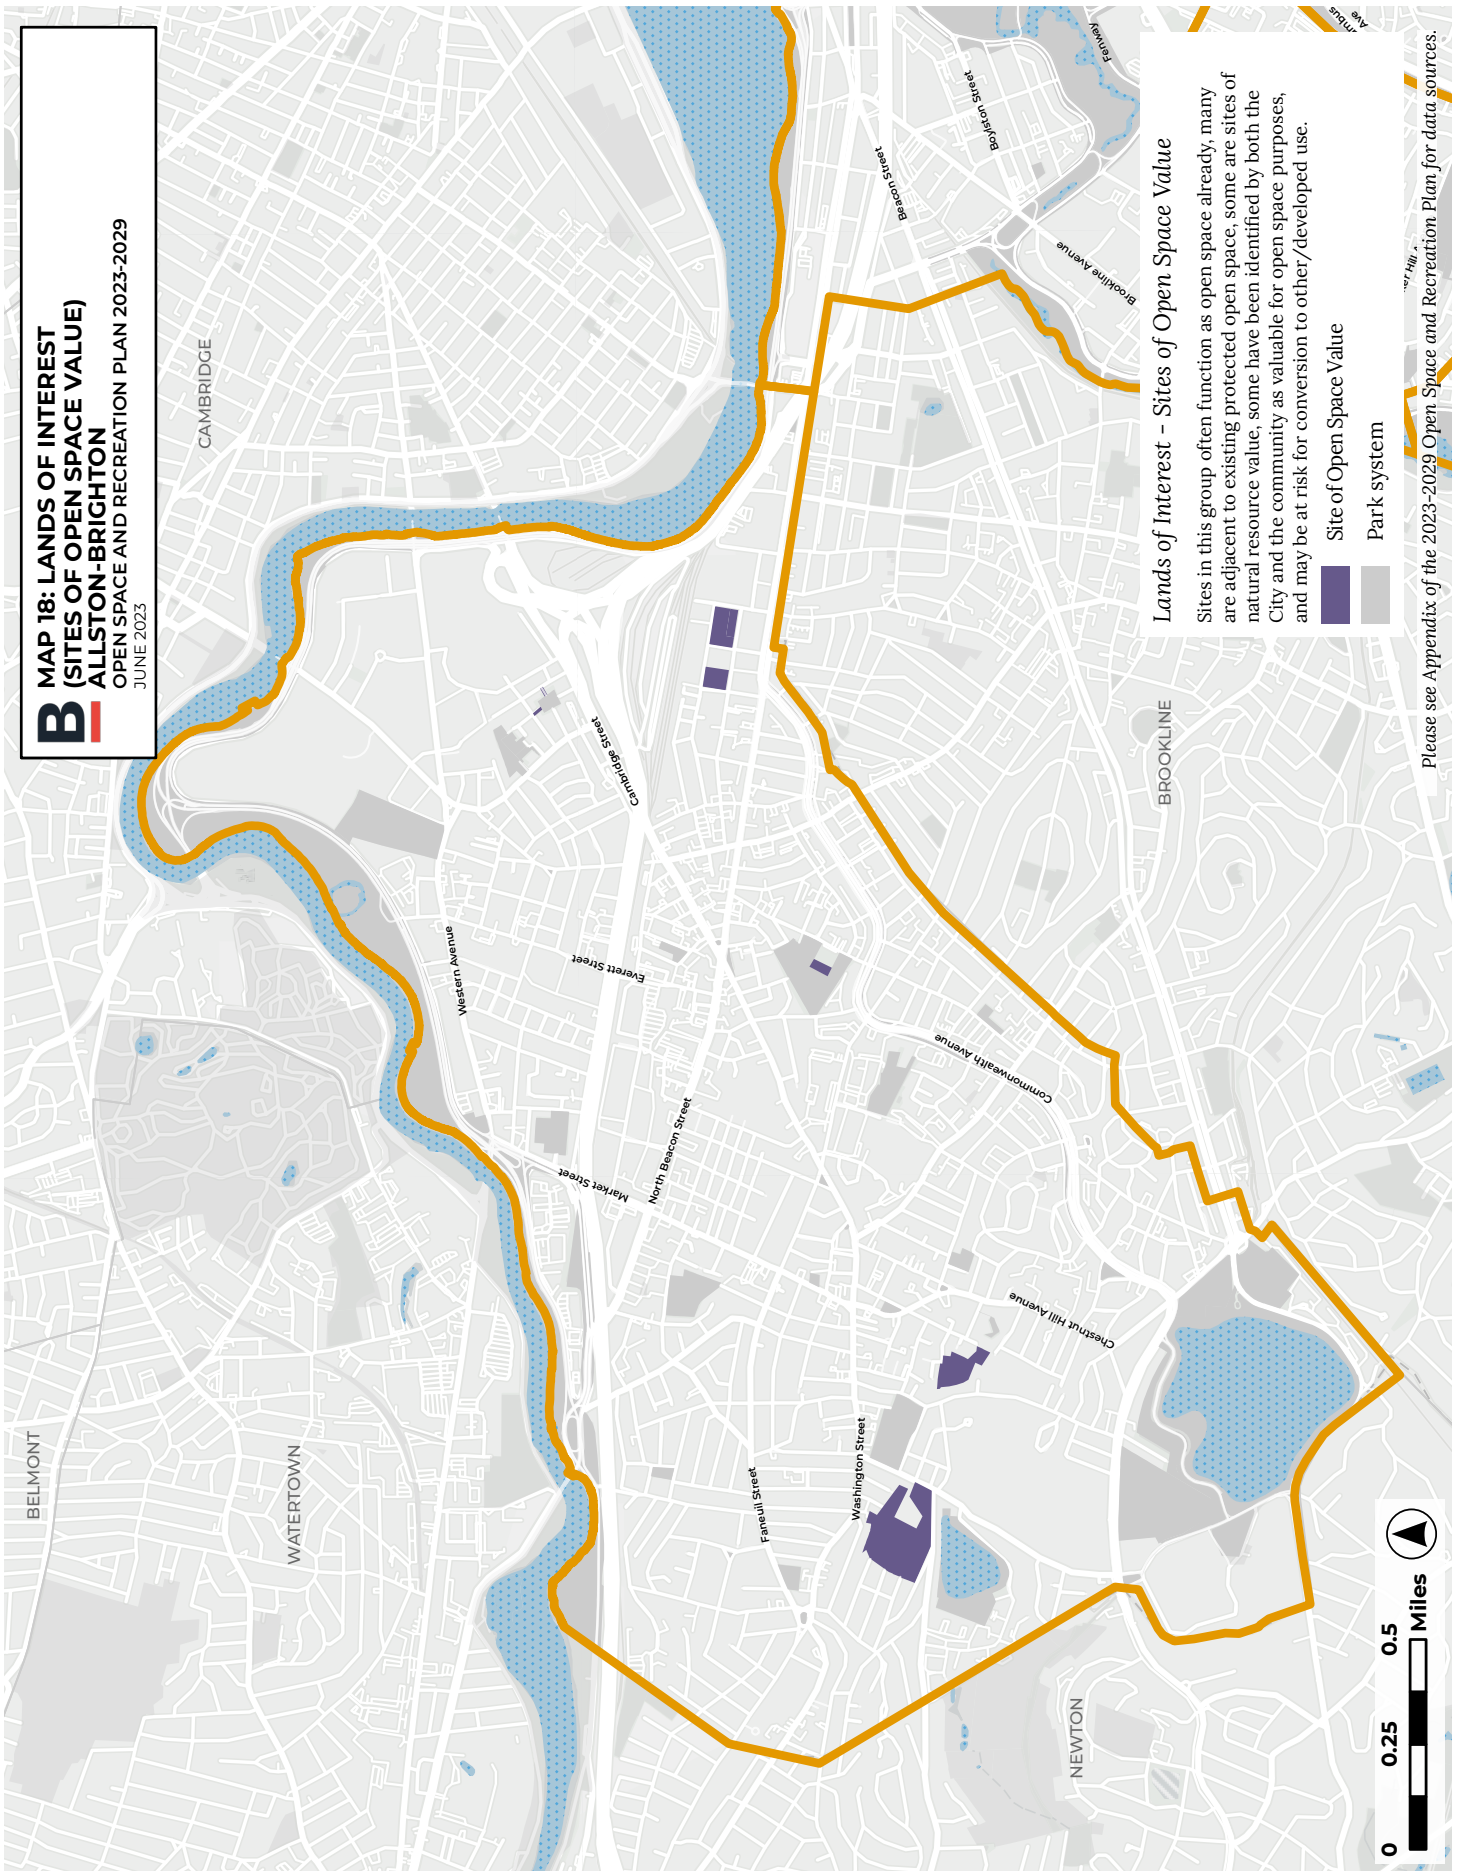 B
MAP 18: LANDS OF INTEREST
(SITES OF OPEN SPACE VALUE)
ALLSTON-BRIGHTON
OPEN SPACE AND RECREATION PLAN 2023-2029
JUNE 2023
BELMONT
WATERTOWN
CAMBRIDGE
NEWTON
BROOKLINE
Western Avenue
Everett Street
Cambridge Street
Market Street
North Beacon Street
Faneuil Street
Washington Street
Chestnut Hill Avenue
Commonwealth Avenue
Beacon Street
Boylston Street
Brookline Avenue
Fenway
Ave
Lands of Interest - Sites of Open Space Value
Sites in this group often function as open space already, many
are adjacent to existing protected open space, some are sites of
natural resource value, some have been identified by both the
City and the community as valuable for open space purposes,
and may be at risk for conversion to other/developed use.
Site of Open Space Value
Park system
Please see Appendix of the 2023-2029 Open Space and Recreation Plan for data sources.
0 0.25 0.5
Miles